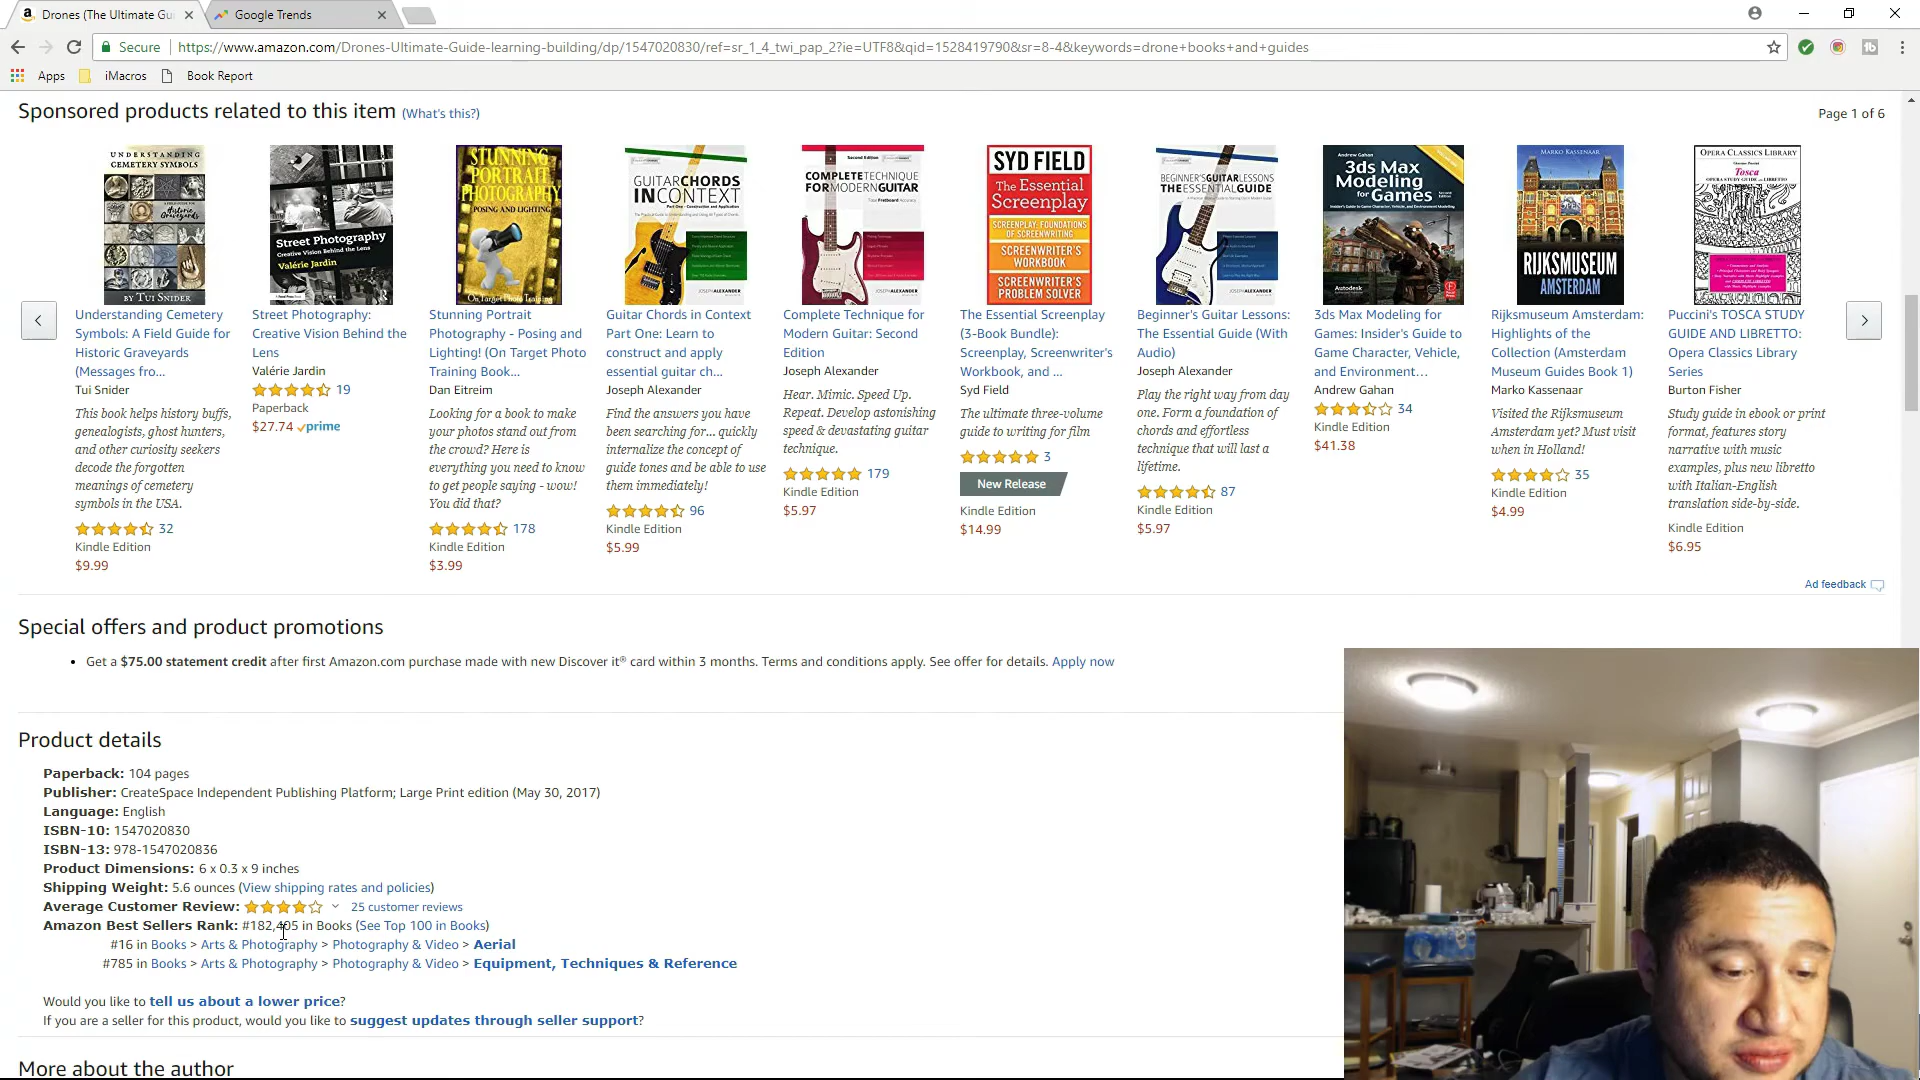 Drones (The Ultimate Gu
Google Trends
Secure
https://www.amazon.com/Drones-Ultimate-Guide-learning-building/dp/1547020830/ref=sr_1_4_twi_pap_2?ie=UTF8&qid=1528419790&sr=8-4&keywords=drone+books+and+guides
Apps
iMacros
Book Report
Sponsored products related to this item (What's this?)
Page 1 of 6
UNDERSTANDING
CEMETERY SYMBOLS
BY TUI SNIDER
Understanding Cemetery
Symbols: A Field Guide for
Historic Graveyards
(Messages fro...
Tui Snider
This book helps history buffs,
genealogists, ghost hunters,
and other curiosity seekers
decode the forgotten
meanings of cemetery
symbols in the USA.
32
Kindle Edition
$9.99
Street Photography
Creative Vision Behind the Lens
Valérie Jardin
Street Photography:
Creative Vision Behind the
Lens
Valérie Jardin
19
Paperback
$27.74 prime
STUNNING
PORTRAIT
PHOTOGRAPHY
POSING AND LIGHTING
On Target Photo Training
Stunning Portrait
Photography - Posing and
Lighting! (On Target Photo
Training Book...
Dan Eitreim
Looking for a book to make
your photos stand out from
the crowd? Here is
everything you need to know
to get people saying - wow!
You did that?
178
Kindle Edition
$3.99
GUITARCHORDS
INCONTEXT
JOSEPH ALEXANDER
Guitar Chords in Context
Part One: Learn to
construct and apply
essential guitar ch...
Joseph Alexander
Find the answers you have
been searching for... quickly
internalize the concept of
guide tones and be able to use
them immediately!
96
Kindle Edition
$5.99
Second Edition
COMPLETETECHNIQUE
FORMODERNGUITAR
JOSEPH ALEXANDER
Complete Technique for
Modern Guitar: Second
Edition
Joseph Alexander
Hear. Mimic. Speed Up.
Repeat. Develop astonishing
speed & devastating guitar
technique.
179
Kindle Edition
$5.97
SYD FIELD
The Essential
Screenplay
SCREENPLAY: FOUNDATIONS
OF SCREENWRITING
SCREENWRITER'S
WORKBOOK
SCREENWRITER'S
PROBLEM SOLVER
The Essential Screenplay
(3-Book Bundle):
Screenplay, Screenwriter's
Workbook, and ...
Syd Field
The ultimate three-volume
guide to writing for film
3
New Release
Kindle Edition
$14.99
BEGINNER'SGUITARLESSONS
THEESSENTIALGUIDE
JOSEPH ALEXANDER
Beginner's Guitar Lessons:
The Essential Guide (With
Audio)
Joseph Alexander
Play the right way from day
one. Form a foundation of
chords and effortless
technique that will last a
lifetime.
87
Kindle Edition
$5.97
Andrew Gahan
3ds Max
Modeling
for Games
Autodesk
3ds Max Modeling for
Games: Insider's Guide to
Game Character, Vehicle,
and Environment...
Andrew Gahan
34
Kindle Edition
$41.38
MARKO KASSENAAR
RIJKSMUSEUM
AMSTERDAM
Rijksmuseum Amsterdam:
Highlights of the
Collection (Amsterdam
Museum Guides Book 1)
Marko Kassenaar
Visited the Rijksmuseum
Amsterdam yet? Must visit
when in Holland!
35
Kindle Edition
$4.99
OPERA CLASSICS LIBRARY
Tosca
OPERA STUDY GUIDE and LIBRETTO
Puccini's TOSCA STUDY
GUIDE AND LIBRETTO:
Opera Classics Library
Series
Burton Fisher
Study guide in ebook or print
format, features story
narrative with music
examples, plus new libretto
with Italian-English
translation side-by-side.
Kindle Edition
$6.95
Ad feedback
Special offers and product promotions
Get a $75.00 statement credit after first Amazon.com purchase made with new Discover it® card within 3 months. Terms and conditions apply. See offer for details. Apply now
Product details
Paperback: 104 pages
Publisher: CreateSpace Independent Publishing Platform; Large Print edition (May 30, 2017)
Language: English
ISBN-10: 1547020830
ISBN-13: 978-1547020836
Product Dimensions: 6 x 0.3 x 9 inches
Shipping Weight: 5.6 ounces (View shipping rates and policies)
Average Customer Review: 25 customer reviews
Amazon Best Sellers Rank: #182,405 in Books (See Top 100 in Books)
#16 in Books > Arts & Photography > Photography & Video > Aerial
#785 in Books > Arts & Photography > Photography & Video > Equipment, Techniques & Reference
Would you like to tell us about a lower price?
If you are a seller for this product, would you like to suggest updates through seller support?
More about the author